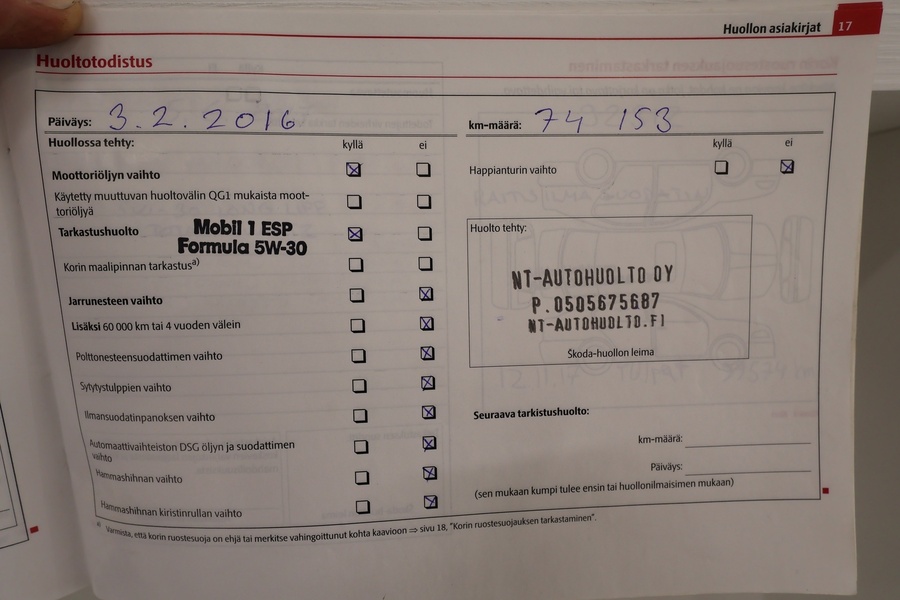 Huollon asiakirjat 17
Huoltotodistus
Päiväys: 3.2.2016
km-määrä: 74 153
Huollossa tehty: kyllä ei
Moottoriöljyn vaihto
Käytetty muuttuvan huoltovälin QG1 mukaista moot-
toriöljyä
Tarkastushuolto
Mobil 1 ESP
Formula 5W-30
Korin maalipinnan tarkastus a)
Jarrunesteen vaihto
Lisäksi 60 000 km tai 4 vuoden välein
Polttonesteensuodattimen vaihto
Sytytystulppien vaihto
Ilmansuodatinpanoksen vaihto
Automaattivaihteiston DSG öljyn ja suodattimen
vaihto
Hammashihnan vaihto
Hammashihnan kiristinrullan vaihto
kyllä ei
Happianturin vaihto
Huolto tehty:
NT-AUTOHUOLTO OY
P.0505675687
NT-AUTOHUOLTO.FI
Škoda-huollon leima
Seuraava tarkistushuolto:
km-määrä:
Päiväys:
(sen mukaan kumpi tulee ensin tai huollonilmaisimen mukaan)
a) Varmista, että korin ruostesuoja on ehjä tai merkitse vahingoittunut kohta kaavioon ⇒ sivu 18, "Korin ruostesuojauksen tarkastaminen".